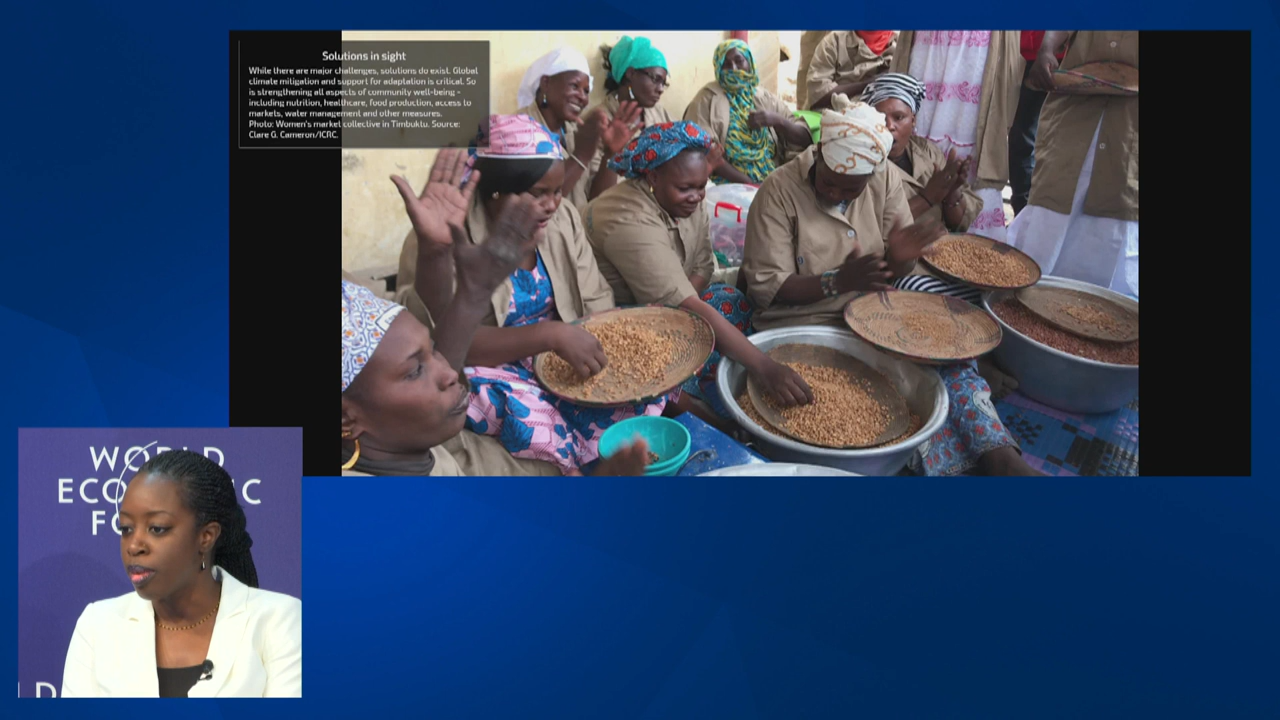 Solutions in sight
While there are major challenges, solutions do exist. Global
climate mitigation and support for adaptation is critical. So
is strengthening all aspects of community well-being -
including nutrition, healthcare, food production, access to
markets, water management and other measures.
Photo: Women's market collective in Timbuktu. Source:
Clare G. Cameron/ICRC.
WORLD
ECONOMIC
FO
LD